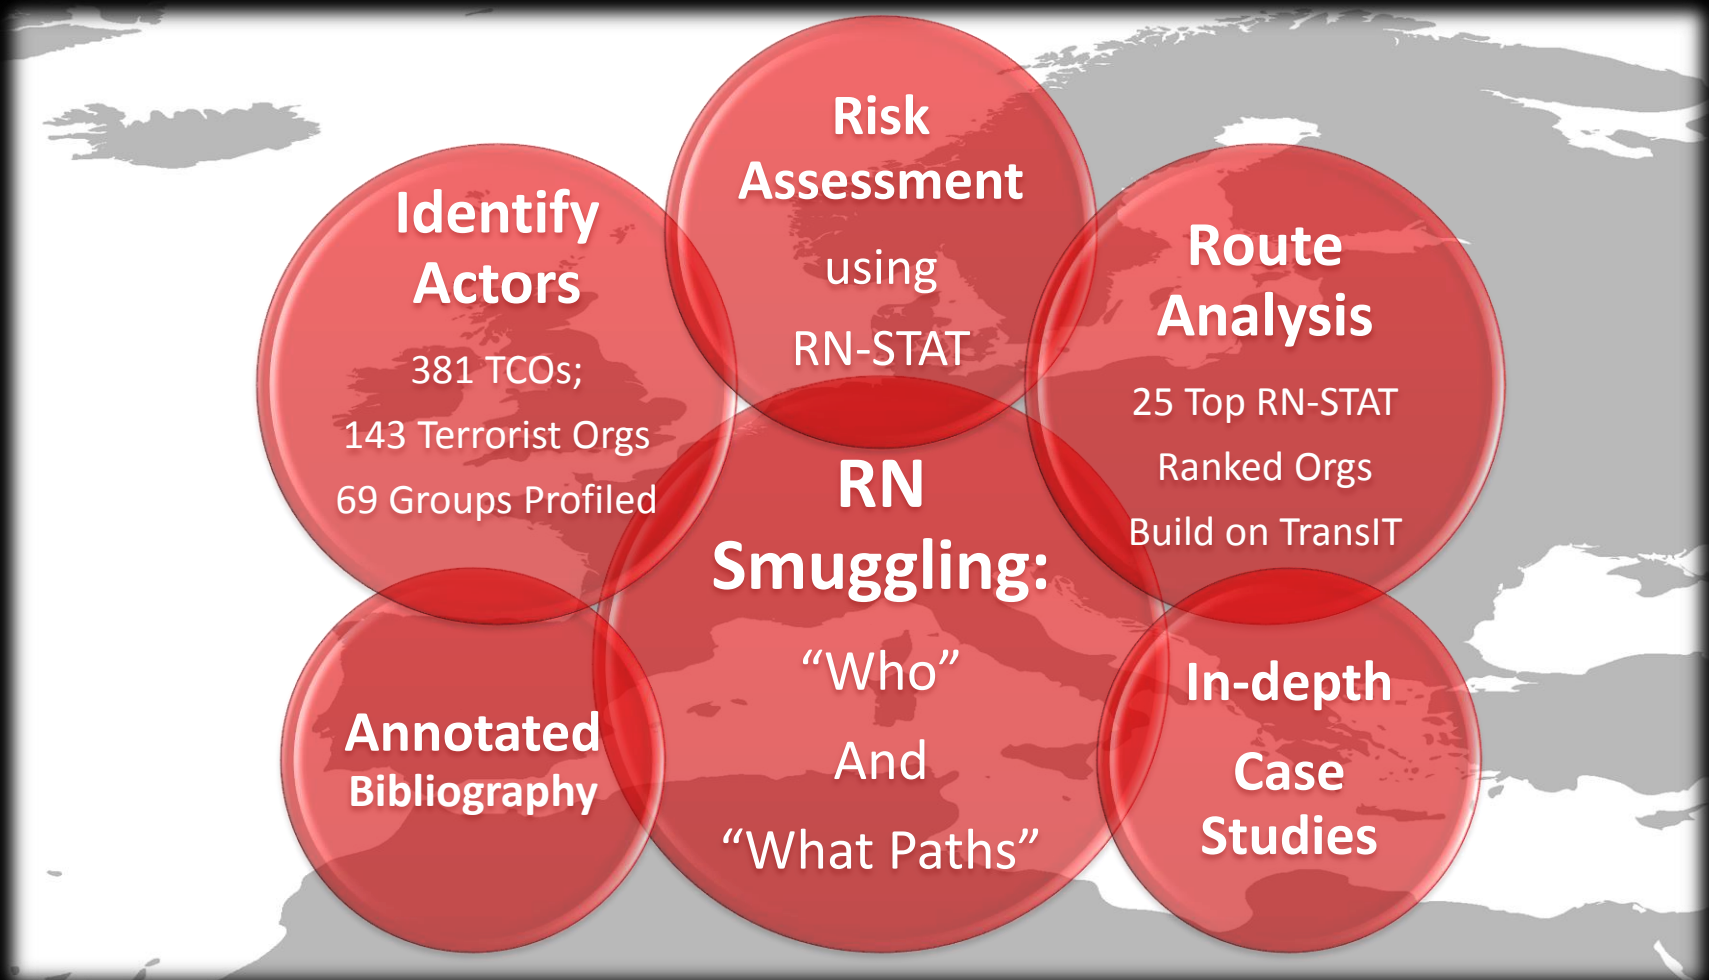 Risk
Assessment
using
RN-STAT
Identify
Actors
381 TCOs;
143 Terrorist Orgs
69 Groups Profiled
Route
Analysis
25 Top RN-STAT
Ranked Orgs
Build on TransIT
RN
Smuggling:
“Who”
And
“What Paths”
Annotated
Bibliography
In-depth
Case
Studies